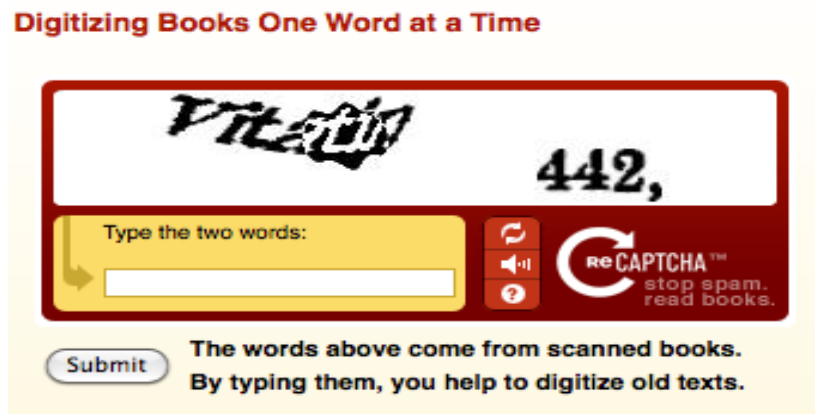 Digitizing Books One Word at a Time
442,
Type the two words:
ReCAPTCHA™
stop spam.
read books.
Submit
The words above come from scanned books.
By typing them, you help to digitize old texts.